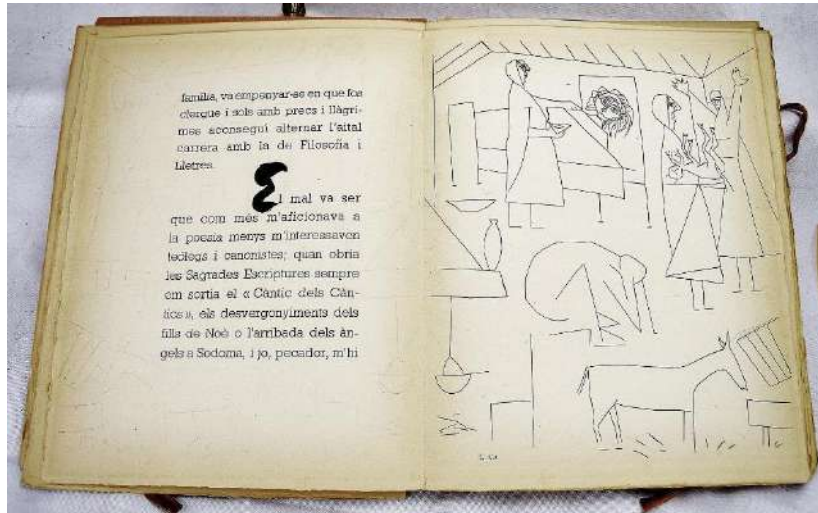 família, va empenyar-se en que fos
clergue i sols amb precs i llàgri-
mes aconseguí alternar l'aital
carrera amb la de Filosofia i
Lletres.
El mal va ser
que com més m'aficionava a
la poesia menys m'interessaven
teòlegs i canonistes; quan obria
les Sagrades Escriptures sempre
em sortia el « Càntic dels Càn-
tics », els desvergonyiments dels
fills de Noè o l'arribada dels àn-
gels a Sodoma, i jo, pecador, m'hi